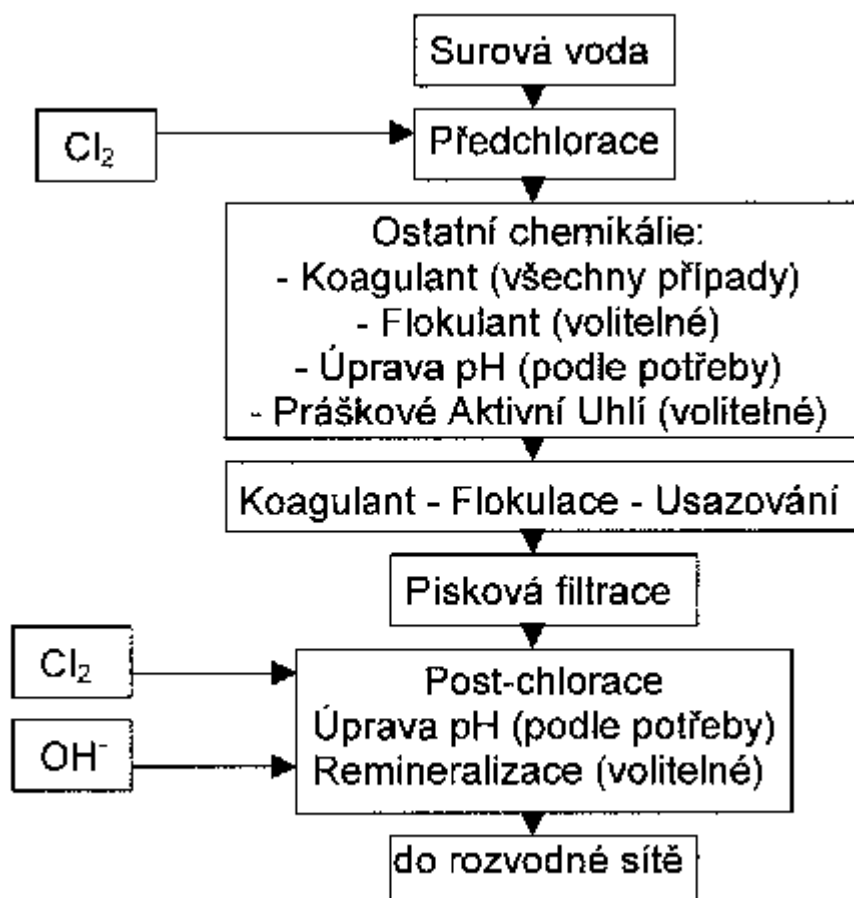 Surová voda
Cl₂
Předchlorace
Ostatní chemikálie:
- Koagulant (všechny případy)
- Flokulant (volitelné)
- Úprava pH (podle potřeby)
- Práškové Aktivní Uhlí (volitelné)
Koagulant - Flokulace - Usazování
Pisková filtrace
Cl₂
OH⁻
Post-chlorace
Úprava pH (podle potřeby)
Remineralizace (volitelné)
do rozvodné sítě